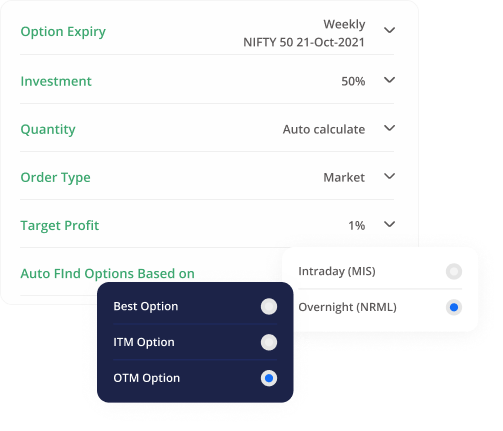 Option Expiry
Weekly
NIFTY 50 21-Oct-2021
Investment
50%
Quantity
Auto calculate
Order Type
Market
Target Profit
1%
Auto FInd Options Based on
Intraday (MIS)
Overnight (NRML)
Best Option
ITM Option
OTM Option